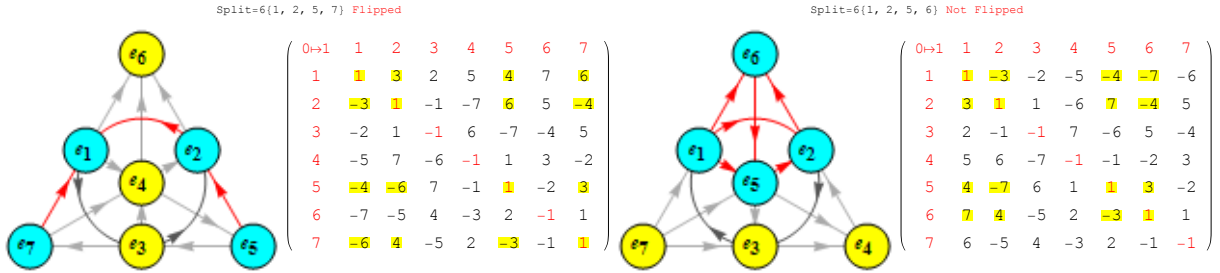 Split=6{1, 2, 5, 7} Flipped
e6
e1
e2
e4
e7
e3
e5
0↦1 1 2 3 4 5 6 7
1 1 3 2 5 4 7 6
2 -3 1 -1 -7 6 5 -4
3 -2 1 -1 6 -7 -4 5
4 -5 7 -6 -1 1 3 -2
5 -4 -6 7 -1 1 -2 3
6 -7 -5 4 -3 2 -1 1
7 -6 4 -5 2 -3 -1 1
Split=6{1, 2, 5, 6} Not Flipped
e6
e1
e2
e5
e7
e3
e4
0↦1 1 2 3 4 5 6 7
1 1 -3 -2 -5 -4 -7 -6
2 3 1 1 -6 7 -4 5
3 2 -1 -1 7 -6 5 -4
4 5 6 -7 -1 -1 -2 3
5 4 -7 6 1 1 3 -2
6 7 4 -5 2 -3 1 1
7 6 -5 4 -3 2 -1 -1